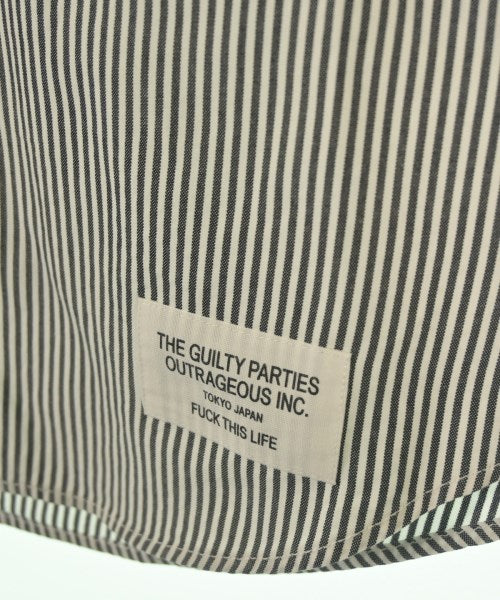 THE GUILTY PARTIES
OUTRAGEOUS INC.
TOKYO JAPAN
FUCK THIS LIFE